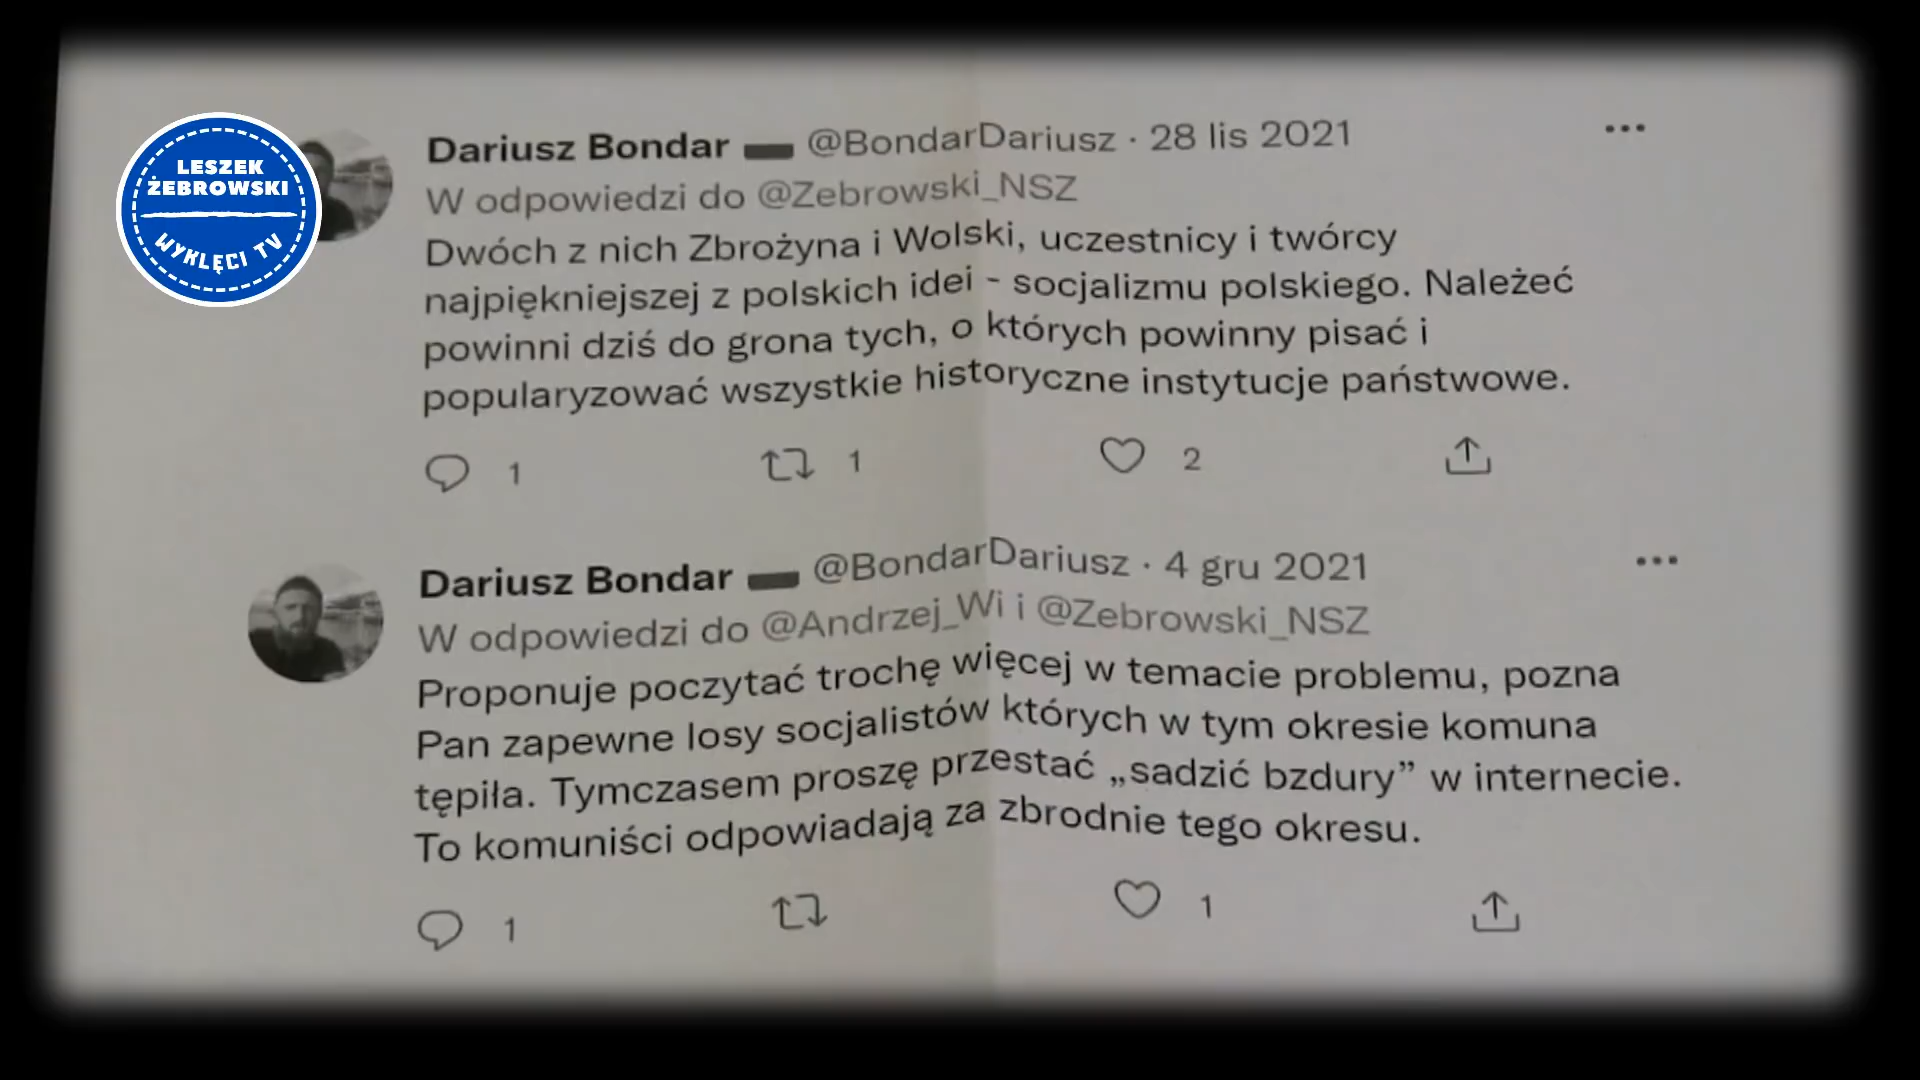 LESZEK
ŻEBROWSKI
WYKLĘCI TV
Dariusz Bondar @BondarDariusz · 28 lis 2021
W odpowiedzi do @Zebrowski_NSZ
Dwóch z nich Zbrożyna i Wolski, uczestnicy i twórcy
najpiękniejszej z polskich idei - socjalizmu polskiego. Należeć
powinni dziś do grona tych, o których powinny pisać i
popularyzować wszystkie historyczne instytucje państwowe.
1 1 2
Dariusz Bondar @BondarDariusz · 4 gru 2021
W odpowiedzi do @Andrzej_Wi i @Zebrowski_NSZ
Proponuje poczytać trochę więcej w temacie problemu, pozna
Pan zapewne losy socjalistów których w tym okresie komuna
tępiła. Tymczasem proszę przestać „sadzić bzdury” w internecie.
To komuniści odpowiadają za zbrodnie tego okresu.
1 1